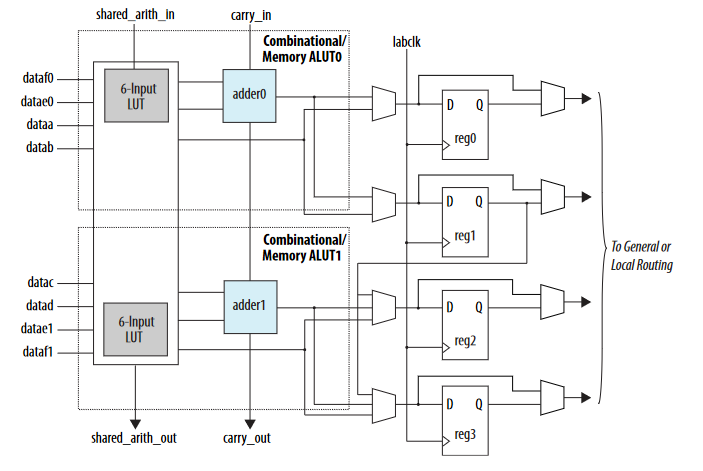 shared_arith_in
carry_in
Combinational/
Memory ALUT0
labclk
dataf0
datae0
dataa
datab
6-Input
LUT
adder0
D Q
reg0
D Q
reg1
To General or
Local Routing
Combinational/
Memory ALUT1
datac
datad
datae1
dataf1
6-Input
LUT
adder1
D Q
reg2
D Q
reg3
shared_arith_out
carry_out